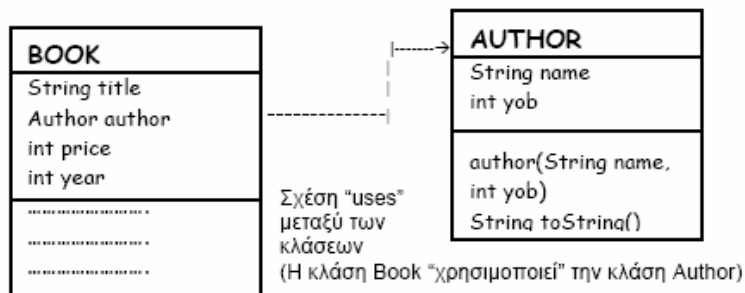 BOOK
String title
Author author
int price
int year
AUTHOR
String name
int yob
author(String name,
int yob)
String toString()
Σχέση “uses”
μεταξύ των
κλάσεων
(Η κλάση Book “χρησιμοποιεί” την κλάση Author)